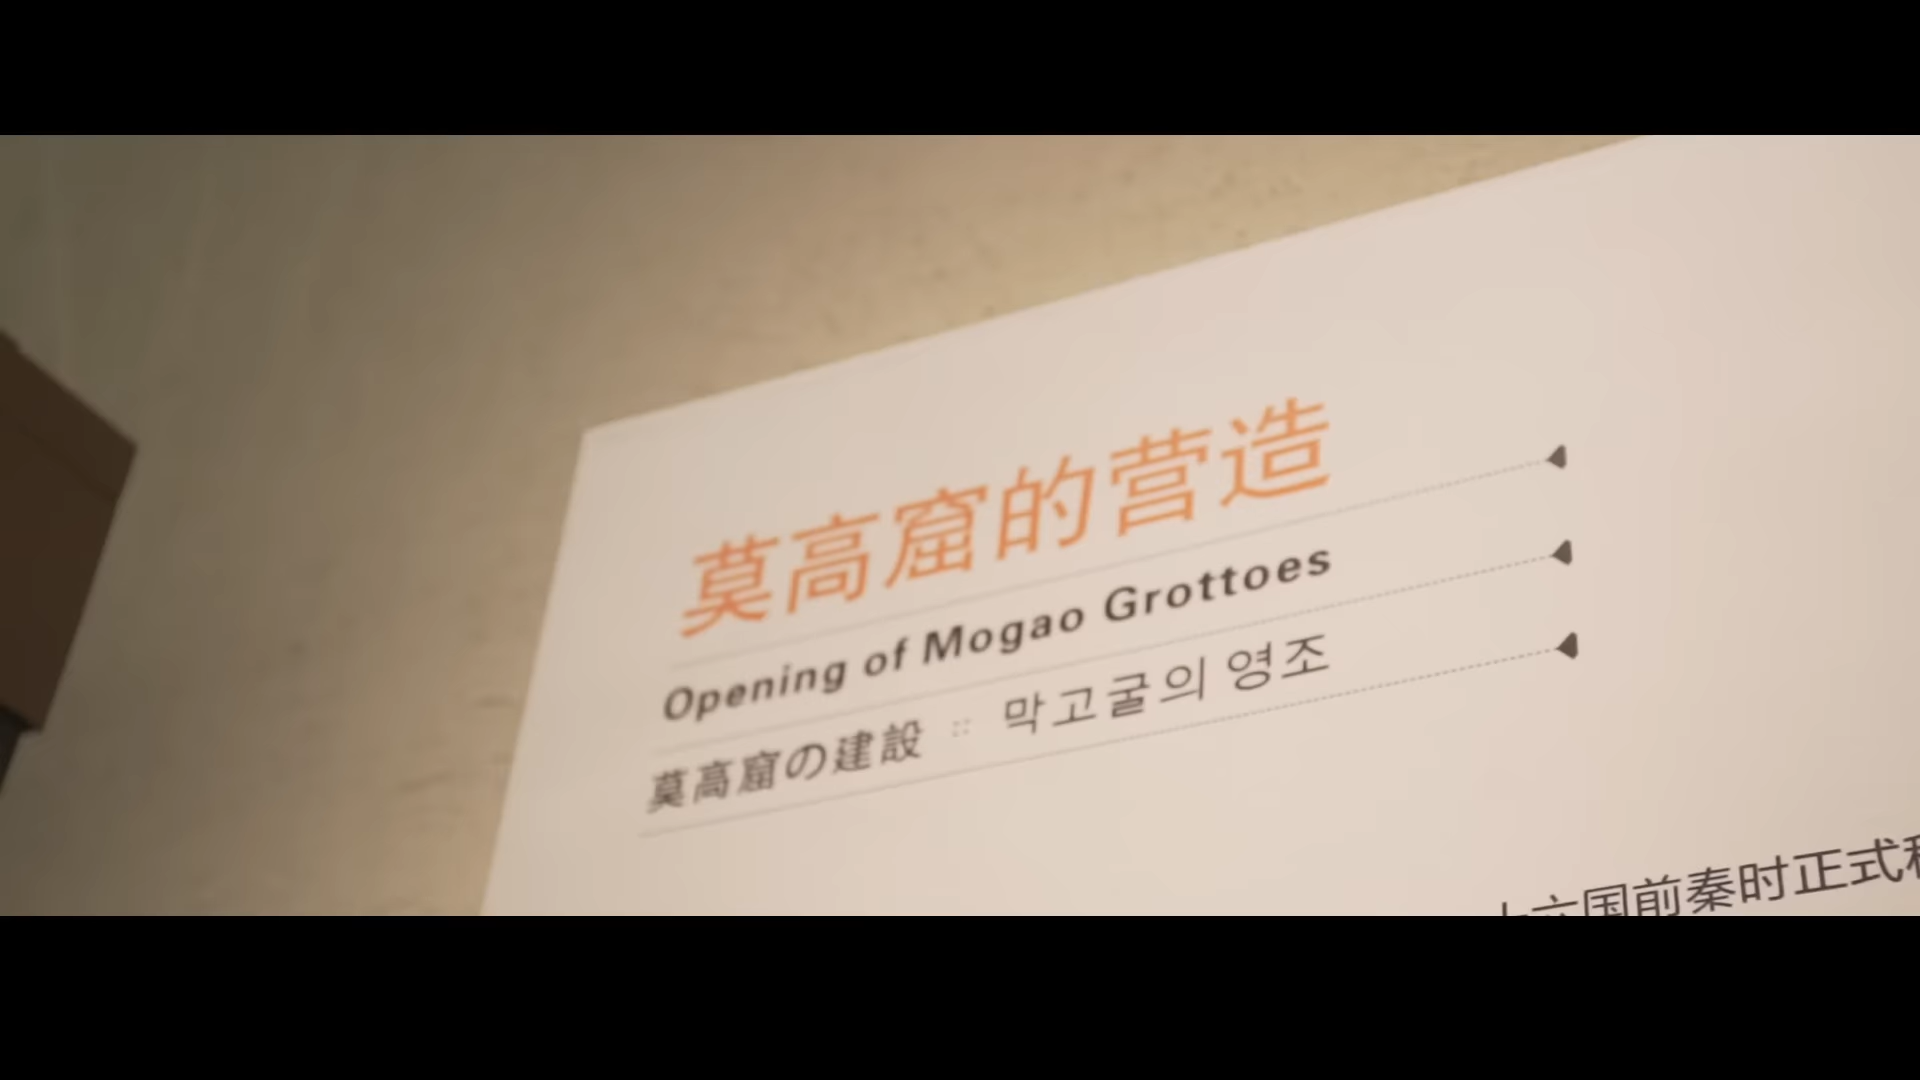 莫高窟的营造
Opening of Mogao Grottoes
莫高窟の建設 :: 막고굴의 영조
六国前秦时正式